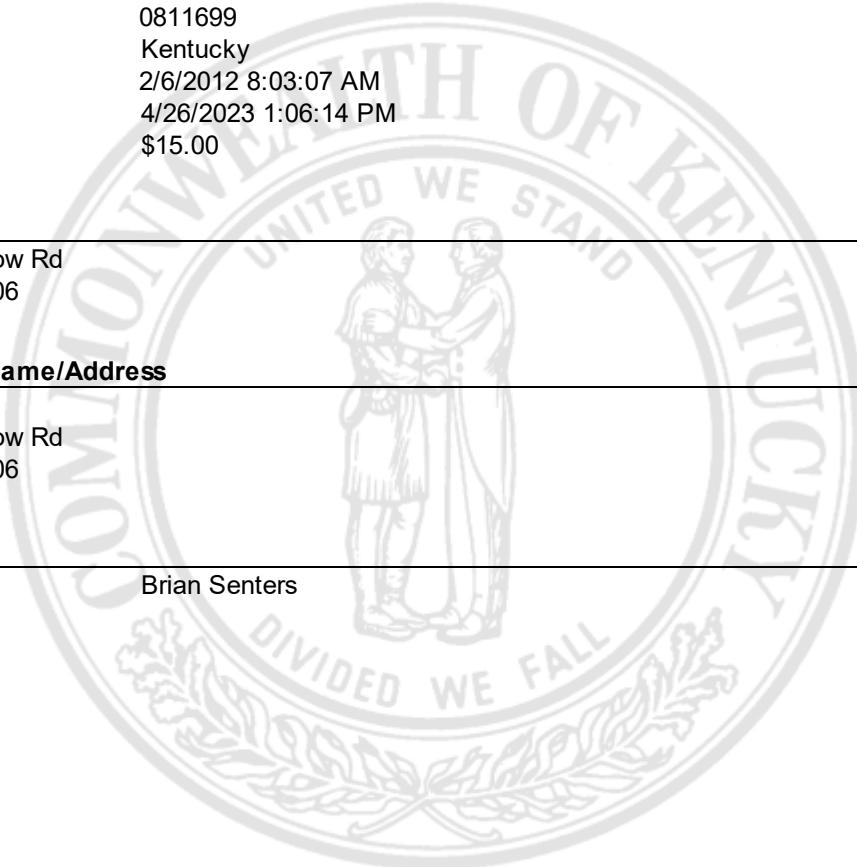 0811699
Kentucky
2/6/2012 8:03:07 AM
4/26/2023 1:06:14 PM
$15.00
ow Rd
06
ame/Address
ow Rd
06
Brian Senters
COMMONWEALTH OF KENTUCKY
UNITED WE STAND
DIVIDED WE FALL